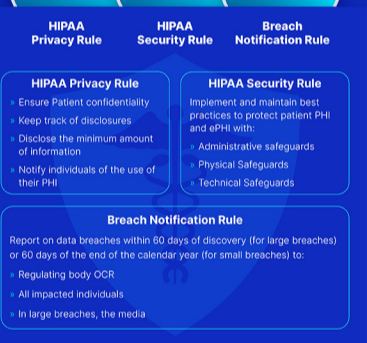 HIPAA
Privacy Rule
HIPAA
Security Rule
Breach
Notification Rule
HIPAA Privacy Rule
» Ensure Patient confidentiality
» Keep track of disclosures
» Disclose the minimum amount
of information
» Notify individuals of the use of
their PHI
HIPAA Security Rule
Implement and maintain best
practices to protect patient PHI
and ePHI with:
» Administrative safeguards
» Physical Safeguards
» Technical Safeguards
Breach Notification Rule
Report on data breaches within 60 days of discovery (for large breaches)
or 60 days of the end of the calendar year (for small breaches) to:
» Regulating body OCR
» All impacted individuals
» In large breaches, the media